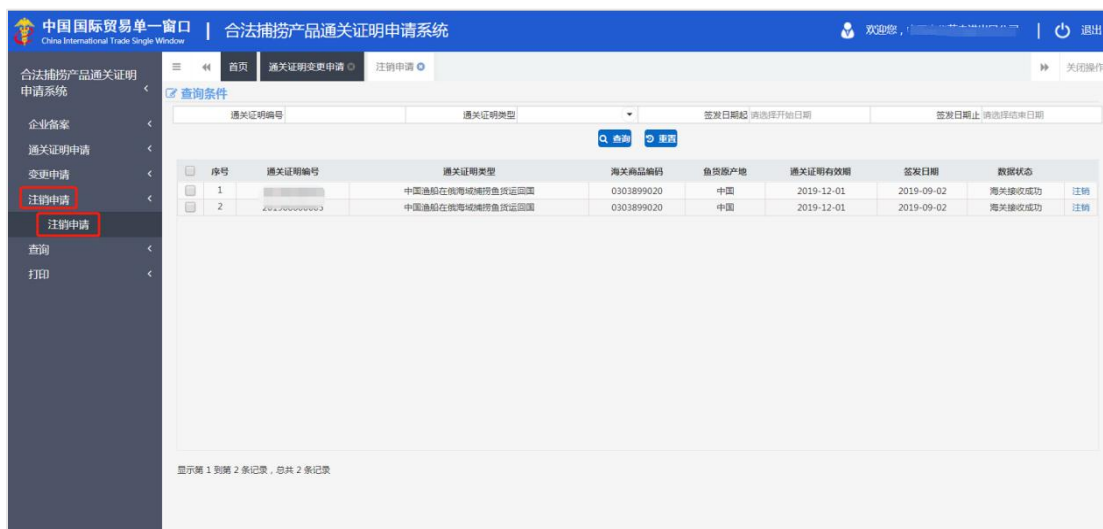 中国国际贸易单一窗口 | 合法捕捞产品通关证明申请系统 欢迎您， | 退出
China International Trade Single Window
首页 通关证明变更申请 注销申请 关闭操作
合法捕捞产品通关证明申请系统
企业备案
通关证明申请
变更申请
注销申请
注销申请
查询
打印
查询条件
通关证明编号 通关证明类型 签发日期起 请选择开始日期 签发日期止 请选择结束日期
查询 重置
序号 通关证明编号 通关证明类型 海关商品编码 鱼货原产地 通关证明有效期 签发日期 数据状态
1 中国渔船在俄海域捕捞鱼货运回国 0303899020 中国 2019-12-01 2019-09-02 海关接收成功 注销
2 中国渔船在俄海域捕捞鱼货运回国 0303899020 中国 2019-12-01 2019-09-02 海关接收成功 注销
显示第 1 到第 2 条记录，总共 2 条记录